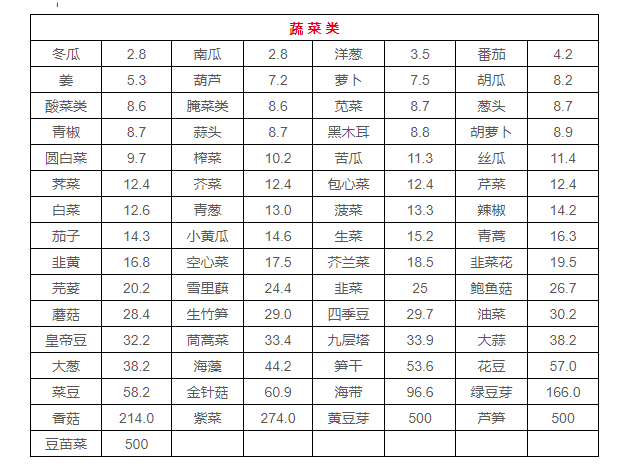 蔬菜类
冬瓜 2.8 南瓜 2.8 洋葱 3.5 番茄 4.2
姜 5.3 葫芦 7.2 萝卜 7.5 胡瓜 8.2
酸菜类 8.6 腌菜类 8.6 苋菜 8.7 葱头 8.7
青椒 8.7 蒜头 8.7 黑木耳 8.8 胡萝卜 8.9
圆白菜 9.7 榨菜 10.2 苦瓜 11.3 丝瓜 11.4
荠菜 12.4 芥菜 12.4 包心菜 12.4 芹菜 12.4
白菜 12.6 青葱 13.0 菠菜 13.3 辣椒 14.2
茄子 14.3 小黄瓜 14.6 生菜 15.2 青蒿 16.3
韭黄 16.8 空心菜 17.5 芥兰菜 18.5 韭菜花 19.5
芫荽 20.2 雪里蕻 24.4 韭菜 25 鲍鱼菇 26.7
蘑菇 28.4 生竹笋 29.0 四季豆 29.7 油菜 30.2
皇帝豆 32.2 茼蒿菜 33.4 九层塔 33.9 大蒜 38.2
大葱 38.2 海藻 44.2 笋干 53.6 花豆 57.0
菜豆 58.2 金针菇 60.9 海带 96.6 绿豆芽 166.0
香菇 214.0 紫菜 274.0 黄豆芽 500 芦笋 500
豆苗菜 500